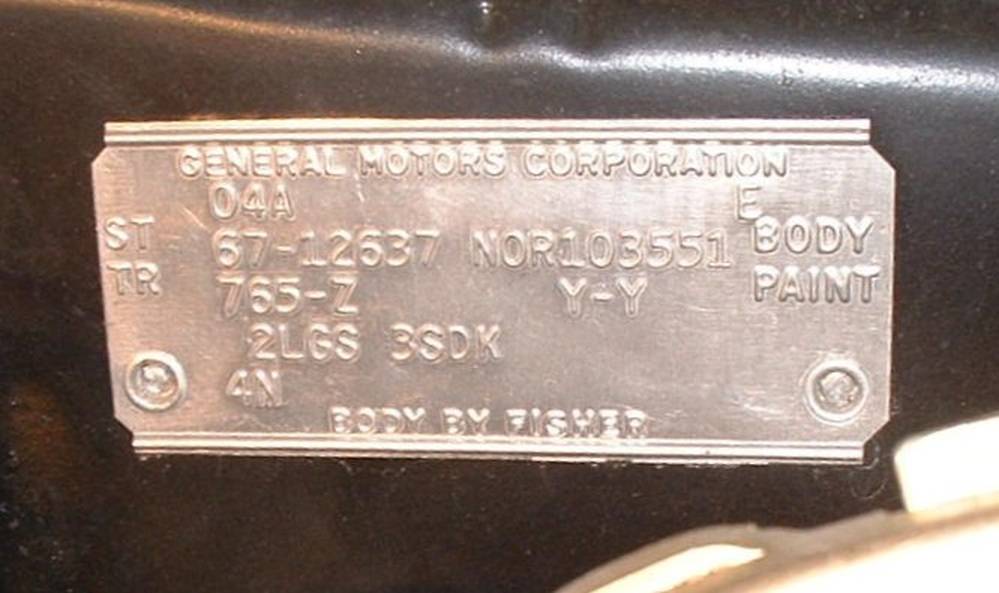 GENERAL MOTORS CORPORATION
04A E
ST 67-12637 NOR103551 BODY
TR 765-Z Y-Y PAINT
2LGS 3SDK
4N
BODY BY FISHER